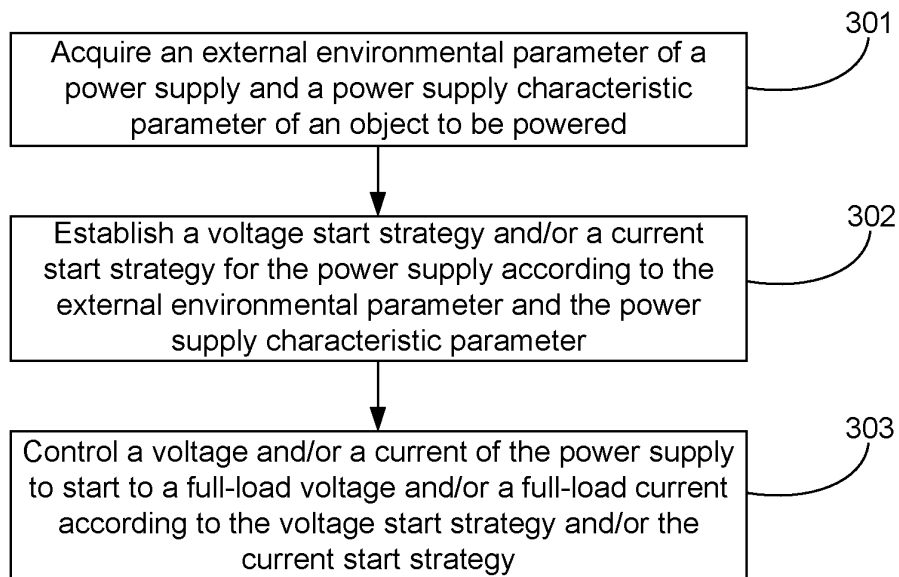 301
Acquire an external environmental parameter of a
power supply and a power supply characteristic
parameter of an object to be powered
302
Establish a voltage start strategy and/or a current
start strategy for the power supply according to the
external environmental parameter and the power
supply characteristic parameter
303
Control a voltage and/or a current of the power supply
to start to a full-load voltage and/or a full-load current
according to the voltage start strategy and/or the
current start strategy